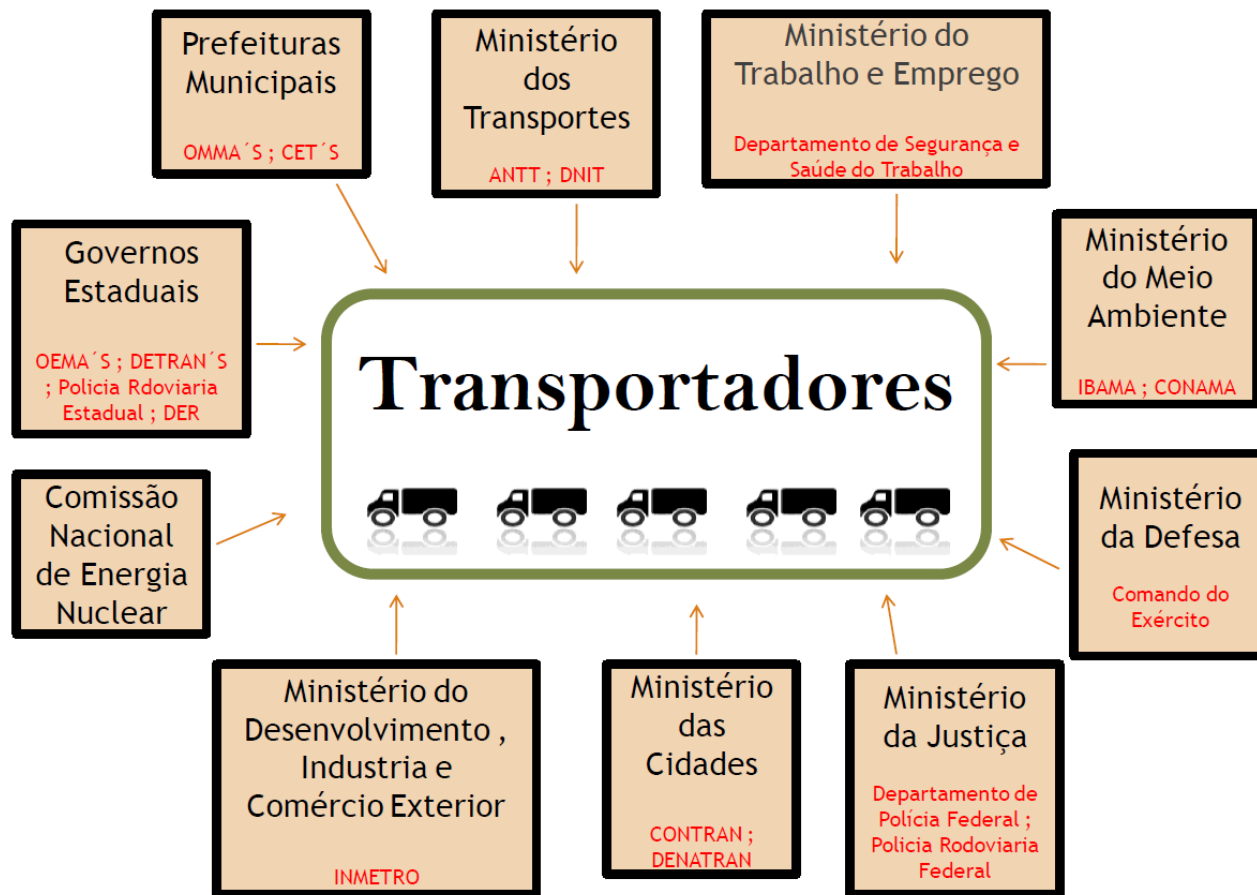 Prefeituras
Municipais
OMMA´S ; CET´S
Ministério
dos
Transportes
ANTT ; DNIT
Ministério do
Trabalho e Emprego
Departamento de Segurança e
Saúde do Trabalho
Governos
Estaduais
OEMA´S ; DETRAN´S
; Policia Rdoviaria
Estadual ; DER
Ministério
do Meio
Ambiente
IBAMA ; CONAMA
Transportadores
Comissão
Nacional
de Energia
Nuclear
Ministério
da Defesa
Comando do
Exército
Ministério do
Desenvolvimento ,
Industria e
Comércio Exterior
INMETRO
Ministério
das
Cidades
CONTRAN ;
DENATRAN
Ministério
da Justiça
Departamento de
Polícia Federal ;
Policia Rodoviaria
Federal